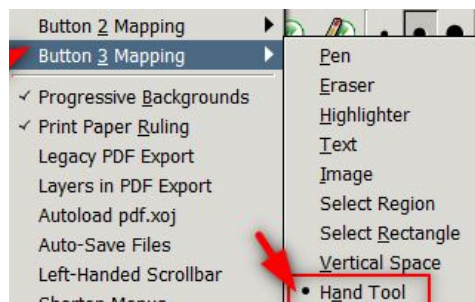 Button 2 Mapping
Button 3 Mapping
Progressive Backgrounds
Print Paper Ruling
Legacy PDF Export
Layers in PDF Export
Autoload pdf.xoj
Auto-Save Files
Left-Handed Scrollbar
Shorten Menus
Pen
Eraser
Highlighter
Text
Image
Select Region
Select Rectangle
Vertical Space
Hand Tool